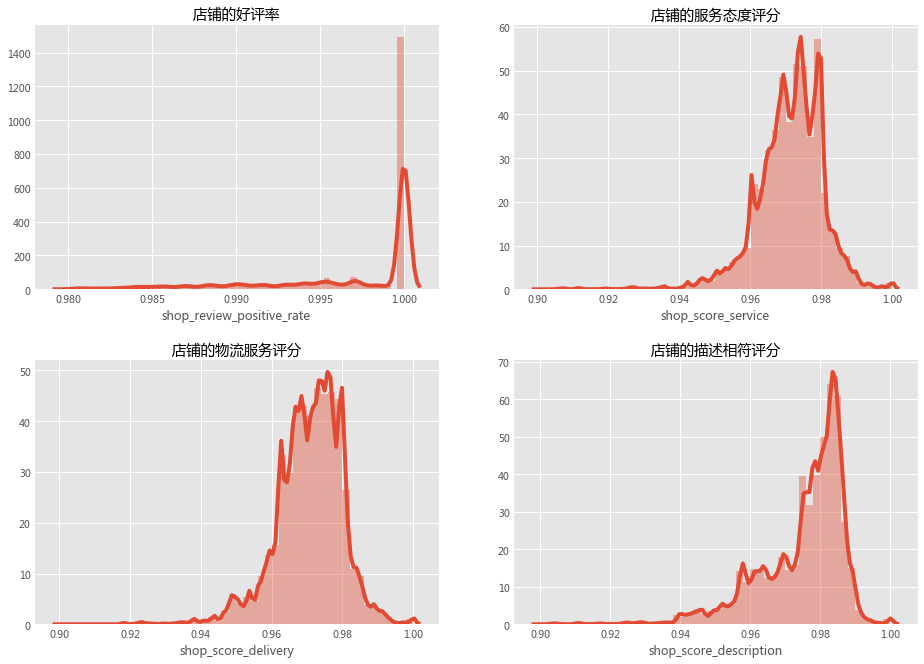 店铺的好评率
1400
1200
1000
800
600
400
200
0
0.980 0.985 0.990 0.995 1.000
shop_review_positive_rate
店铺的服务态度评分
60
50
40
30
20
10
0
0.90 0.92 0.94 0.96 0.98 1.00
shop_score_service
店铺的物流服务评分
50
40
30
20
10
0
0.90 0.92 0.94 0.96 0.98 1.00
shop_score_delivery
店铺的描述相符评分
70
60
50
40
30
20
10
0
0.90 0.92 0.94 0.96 0.98 1.00
shop_score_description